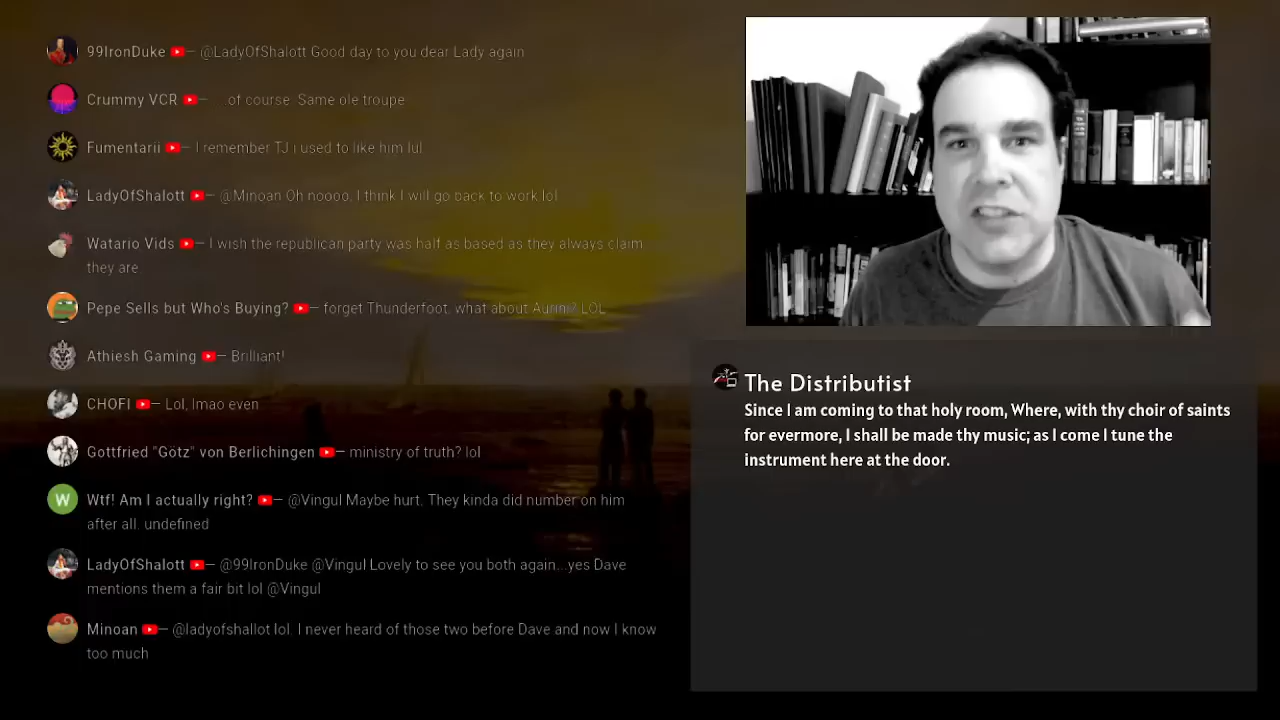 99IronDuke — @LadyOfShalott Good day to you dear Lady again
Crummy VCR — ...of course. Same ole troupe
Fumentarii — I remember TJ i used to like him lul
LadyOfShalott — @Minoan Oh noooo. I think I will go back to work lol
Watario Vids — I wish the republican party was half as based as they always claim
they are
Pepe Sells but Who's Buying? — forget Thunderfoot, what about Aurini? LOL
Athiesh Gaming — Brilliant!
CHOFI — Lol, lmao even
Gottfried "Götz" von Berlichingen — ministry of truth? lol
W
Wtf! Am I actually right? — @Vingul Maybe hurt. They kinda did number on him
after all. undefined
LadyOfShalott — @99IronDuke @Vingul Lovely to see you both again...yes Dave
mentions them a fair bit lol @Vingul
Minoan — @ladyofshallot lol. I never heard of those two before Dave and now I know
too much
The Distributist
Since I am coming to that holy room, Where, with thy choir of saints
for evermore, I shall be made thy music; as I come I tune the
instrument here at the door.